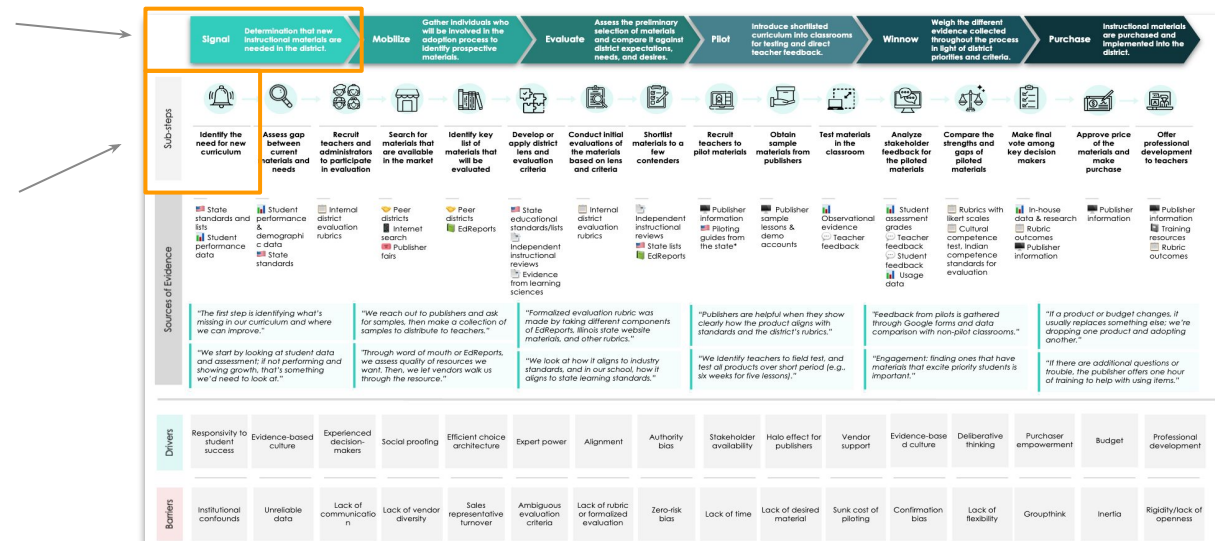 Signal
Determination that new
instructional materials are
needed in the district.
Mobilize
Gather individuals who
will be involved in the
adoption process to
identify prospective
materials.
Evaluate
Assess the preliminary
selection of materials
and compare it against
district expectations,
needs, and desires.
Pilot
Introduce shortlisted
curriculum into classrooms
for testing and direct
teacher feedback.
Winnow
Weigh the different
evidence collected
throughout the process
in light of district
priorities and criteria.
Purchase
Instructional materials
are purchased and
implemented into the
district.
Sub-steps
Identify the
need for new
curriculum
Assess gap
between
current
materials and
needs
Recruit
teachers and
administrators
to participate
in evaluation
Search for
materials that
are available
in the market
Identify key
list of
materials that
will be
evaluated
Develop or
apply district
lens and
evaluation
criteria
Conduct initial
evaluations of
the materials
based on lens
and criteria
Shortlist
materials to a
few
contenders
Recruit
teachers to
pilot materials
Obtain
sample
materials from
publishers
Test materials
in the
classroom
Analyze
stakeholder
feedback for
the piloted
materials
Compare the
strengths and
gaps of
piloted
materials
Make final
vote among
key decision
makers
Approve price
of the
materials and
make
purchase
Offer
professional
development
to teachers
Sources of Evidence
State
standards and
lists
Student
performance
data
Student
performance
&
demographi
c data
State
standards
Internal
district
evaluation
rubrics
Peer
districts
Internet
search
Publisher
fairs
Peer
districts
EdReports
State
educational
standards/lists
Independent
instructional
reviews
Evidence
from learning
sciences
Internal
district
evaluation
rubrics
Independent
instructional
reviews
State lists
EdReports
Publisher
information
Piloting
guides from
the state*
Publisher
sample
lessons &
demo
accounts
Observational
evidence
Teacher
feedback
Student
assessment
grades
Teacher
feedback
Student
feedback
Usage
data
Rubrics with
likert scales
Cultural
competence
test, Indian
competence
standards for
evaluation
In-house
data & research
Rubric
outcomes
Publisher
information
Publisher
information
Publisher
information
Training
resources
Rubric
outcomes
"The first step is identifying what's
missing in our curriculum and where
we can improve."
"We reach out to publishers and ask
for samples, then make a collection of
samples to distribute to teachers."
"Formalized evaluation rubric was
made by taking different components
of EdReports, Illinois state website
materials, and other rubrics."
"Publishers are helpful when they show
clearly how the product aligns with
standards and the district's rubrics."
"Feedback from pilots is gathered
through Google forms and data
comparison with non-pilot classrooms."
"If a product or budget changes, it
usually replaces something else; we're
dropping one product and adopting
another."
"We start by looking at student data
and assessment; if not performing and
showing growth, that's something
we'd need to look at."
"Through word of mouth or EdReports,
we assess quality of resources we
want. Then, we let vendors walk us
through the resource."
"We look at how it aligns to industry
standards, and in our school, how it
aligns to state learning standards."
"We Identify teachers to field test, and
test all products over short period (e.g.,
six weeks for five lessons)."
"Engagement: finding ones that have
materials that excite priority students is
important."
"If there are additional questions or
trouble, the publisher offers one hour
of training to help with using items."
Drivers
Responsivity to
student
success
Evidence-based
culture
Experienced
decision-
makers
Social proofing
Efficient choice
architecture
Expert power
Alignment
Authority
bias
Stakeholder
availability
Halo effect for
publishers
Vendor
support
Evidence-base
d culture
Deliberative
thinking
Purchaser
empowerment
Budget
Professional
development
Barriers
Institutional
confounds
Unreliable
data
Lack of
communicatio
n
Lack of vendor
diversity
Sales
representative
turnover
Ambiguous
evaluation
criteria
Lack of rubric
or formalized
evaluation
Zero-risk
bias
Lack of time
Lack of desired
material
Sunk cost of
piloting
Confirmation
bias
Lack of
flexibility
Groupthink
Inertia
Rigidity/lack of
openness